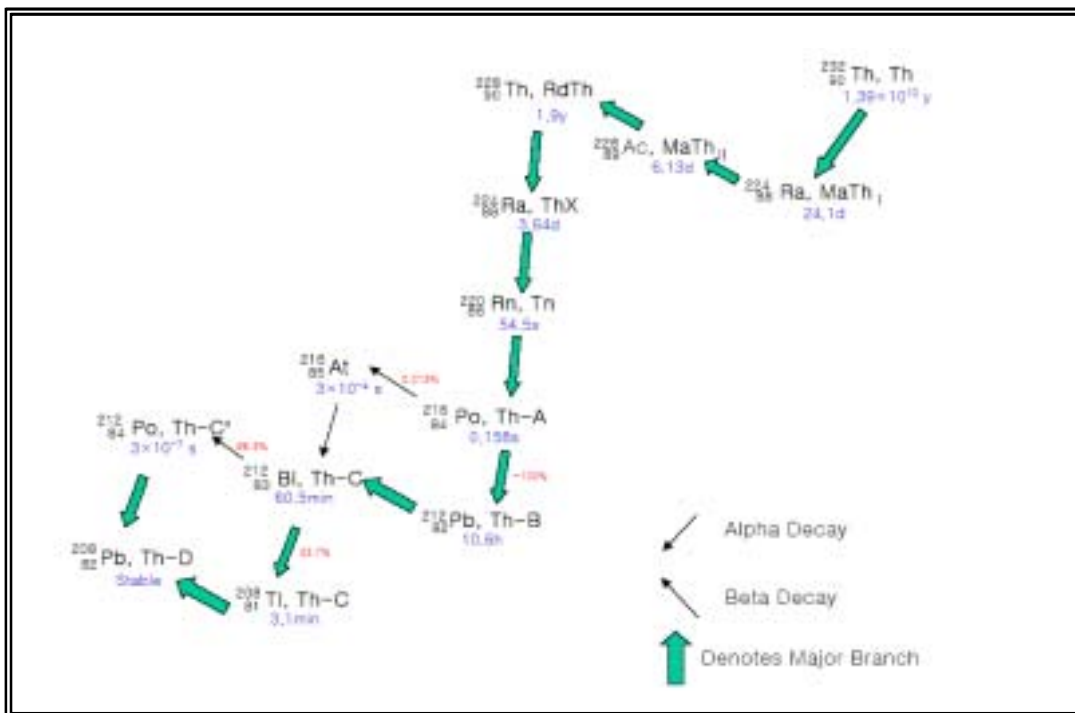 232 90 Th, Th
1.39×10¹⁰ y
228 90 Th, RdTh
1.9y
228 89 Ac, MaTh II
6.13d
224 88 Ra, MaTh I
24.1d
224 88 Ra, ThX
3.64d
220 86 Rn, Tn
54.5s
216 85 At
3×10⁻⁴ s
216 84 Po, Th-A
0.158s
212 84 Po, Th-C'
3×10⁻⁷ s
212 83 Bi, Th-C
60.5min
~100%
212 82 Pb, Th-B
10.6h
208 82 Pb, Th-D
Stable
208 81 Tl, Th-C
3.1min
Alpha Decay
Beta Decay
Denotes Major Branch